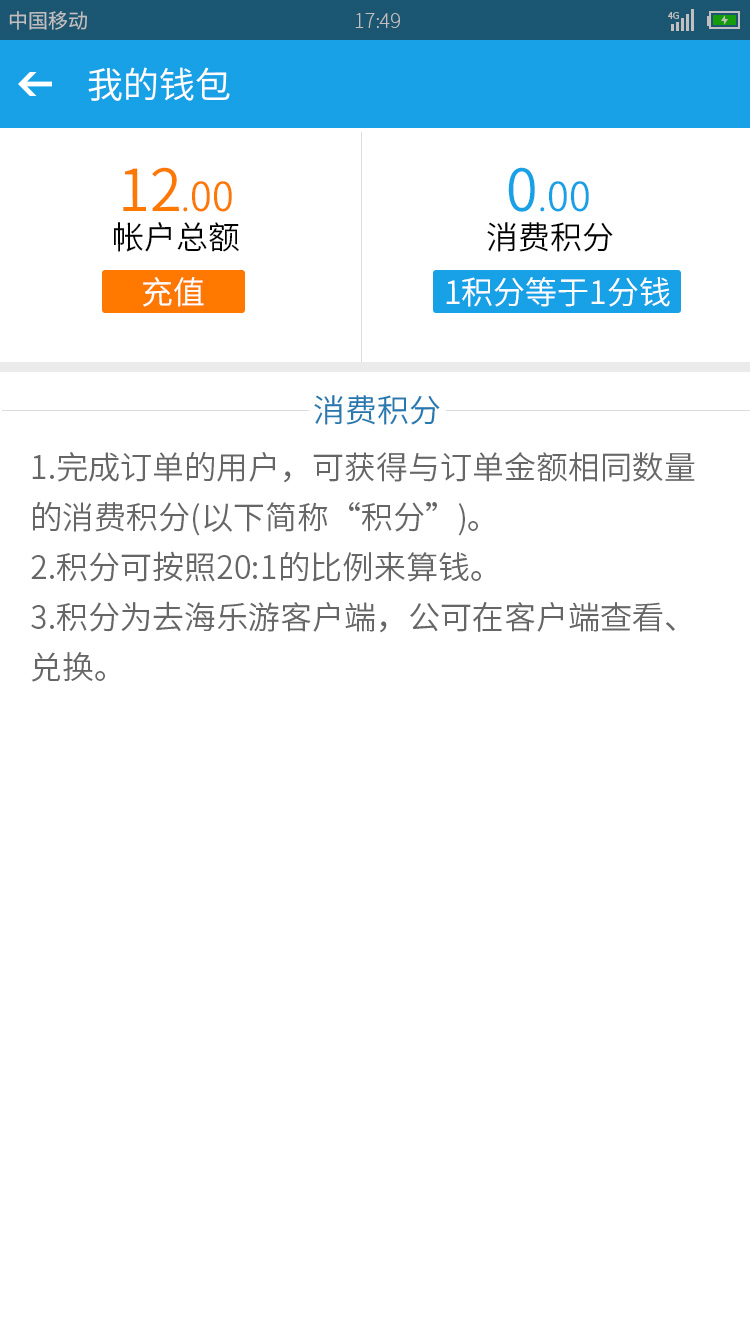 中国移动 17:49 4G
我的钱包
12.00
帐户总额
充值
0.00
消费积分
1积分等于1分钱
消费积分
1.完成订单的用户，可获得与订单金额相同数量
的消费积分(以下简称“积分”)。
2.积分可按照20:1的比例来算钱。
3.积分为去海乐游客户端，公可在客户端查看、
兑换。